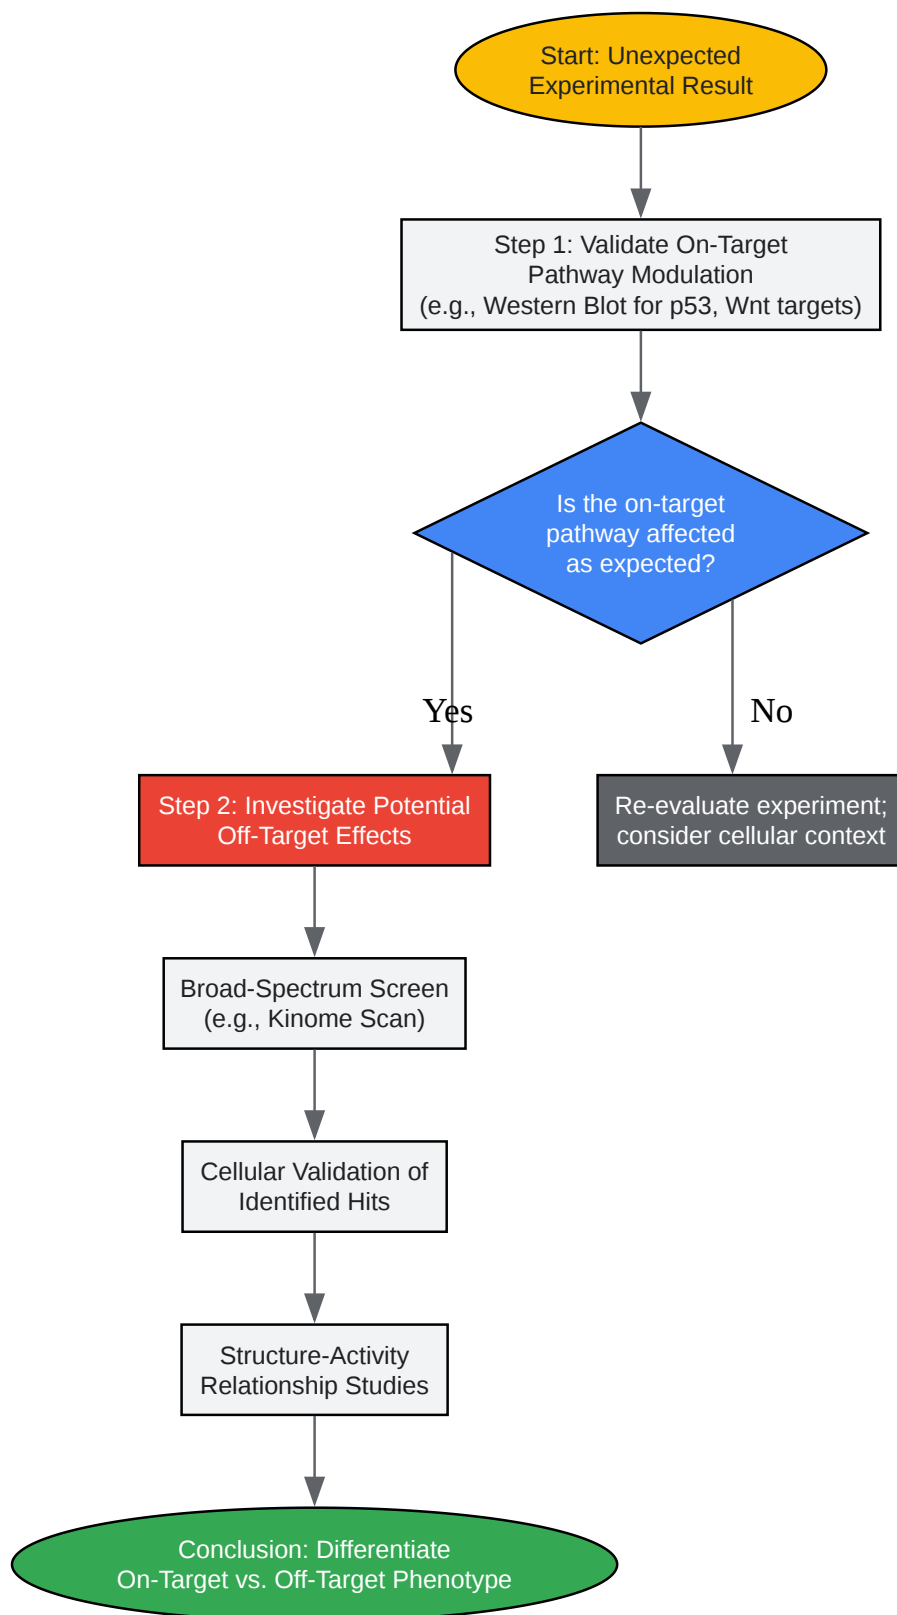 Start: Unexpected
Experimental Result
Step 1: Validate On-Target
Pathway Modulation
(e.g., Western Blot for p53, Wnt targets)
Is the on-target
pathway affected
as expected?
Yes
No
Step 2: Investigate Potential
Off-Target Effects
Re-evaluate experiment;
consider cellular context
Broad-Spectrum Screen
(e.g., Kinome Scan)
Cellular Validation of
Identified Hits
Structure-Activity
Relationship Studies
Conclusion: Differentiate
On-Target vs. Off-Target Phenotype